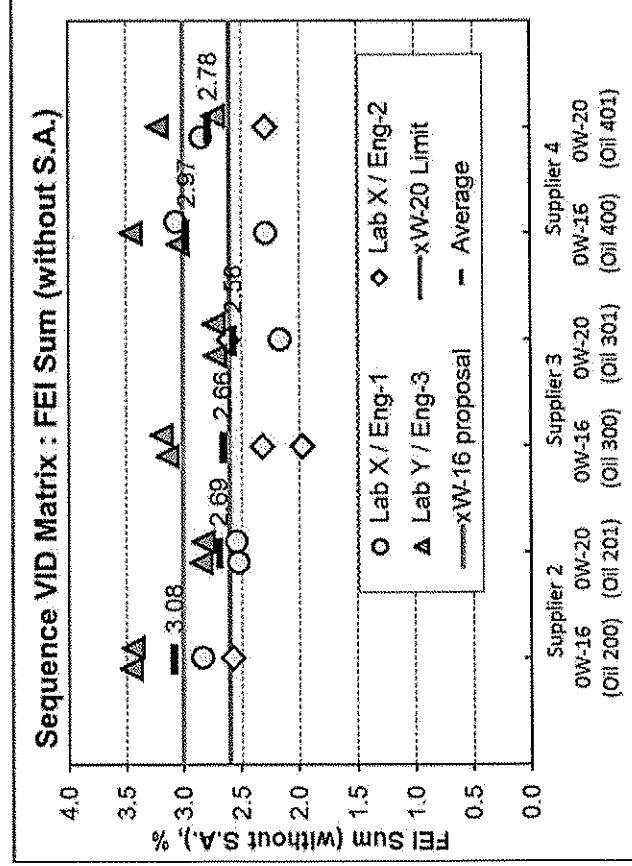 Sequence VID Matrix : FEI Sum (without S.A.)
FEI Sum (without S.A.), %
4.0
3.5
3.0
2.5
2.0
1.5
1.0
0.5
0.0
3.08
2.69
2.66
2.58
2.97
2.78
Lab X / Eng-1
Lab X / Eng-2
Lab Y / Eng-3
xW-20 Limit
xW-16 proposal
Average
Supplier 2
Supplier 3
Supplier 4
0W-16 0W-20 0W-16 0W-20 0W-16 0W-20
(Oil 200) (Oil 201) (Oil 300) (Oil 301) (Oil 400) (Oil 401)